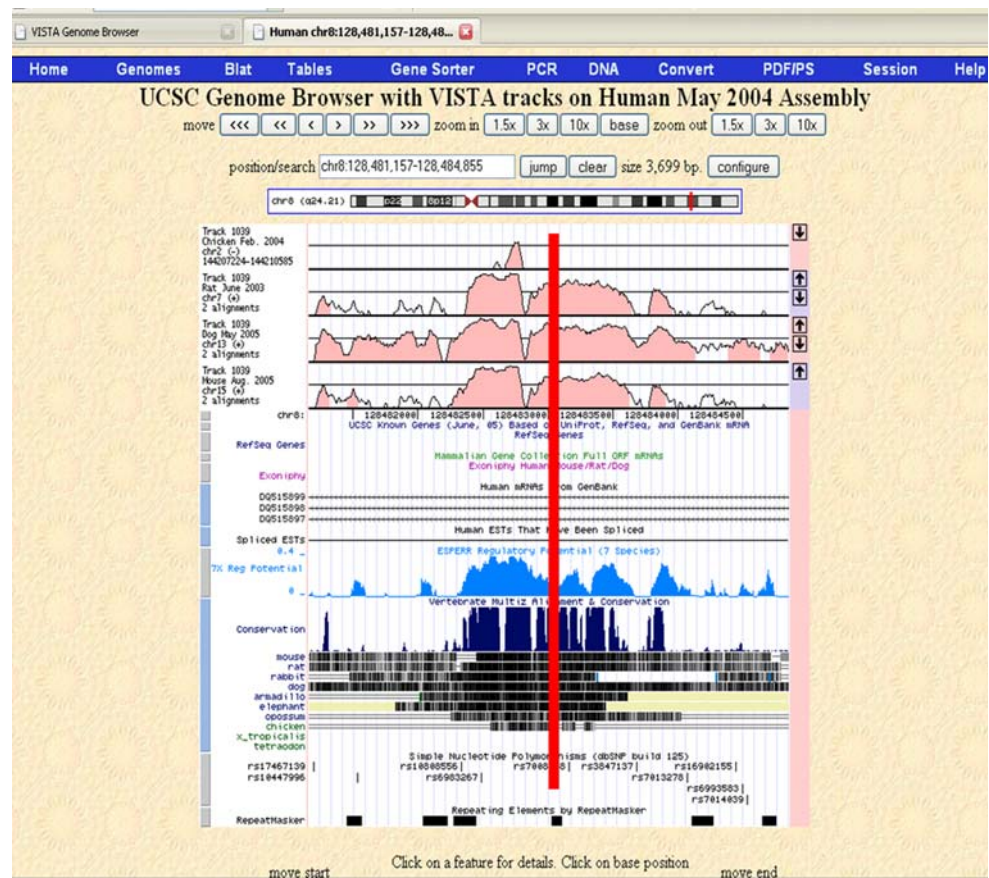 VISTA Genome Browser Human chr8:128,481,157-128,48...
Home Genomes Blat Tables Gene Sorter PCR DNA Convert PDF/PS Session Help
UCSC Genome Browser with VISTA tracks on Human May 2004 Assembly
move <<< << < > >> >>> zoom in 1.5x 3x 10x base zoom out 1.5x 3x 10x
position/search chr8:128,481,157-128,484,855 jump clear size 3,699 bp. configure
chr8 (q24.21) p22 8p12
Track 1039
Chicken Feb. 2004
chr2 (-)
144207224-144210585
Track 1039
Rat June 2003
chr7 (+)
2 alignments
Track 1039
Dog May 2005
chr13 (+)
2 alignments
Track 1039
Mouse Aug. 2005
chr15 (+)
2 alignments
chr8: 128482000| 128482500| 128483000| 128483500| 128484000| 128484500|
UCSC Known Genes (June, 05) Based on UniProt, RefSeq, and GenBank mRNA
RefSeq Genes
RefSeq Genes
Mammalian Gene Collection Full ORF mRNAs
Exoniphy Human/Mouse/Rat/Dog
Exoniphy
Human mRNAs from GenBank
DQ515899
DQ515898
DQ515897
Human ESTs That Have Been Spliced
Spliced ESTs
0.4 _ ESPERR Regulatory Potential (7 Species)
7X Reg Potential
0 _
Vertebrate Multiz Alignment & Conservation
Conservation
mouse
rat
rabbit
dog
armadillo
elephant
opossum
chicken
x_tropicalis
tetraodon
Simple Nucleotide Polymorphisms (dbSNP build 125)
rs17467139 | rs10808556 | rs3847137 | rs16902155 |
rs10447996 | rs6983267 | rs7013278 |
rs6993583 |
rs7014039 |
Repeating Elements by RepeatMasker
RepeatMasker
Click on a feature for details. Click on base position
move start move end